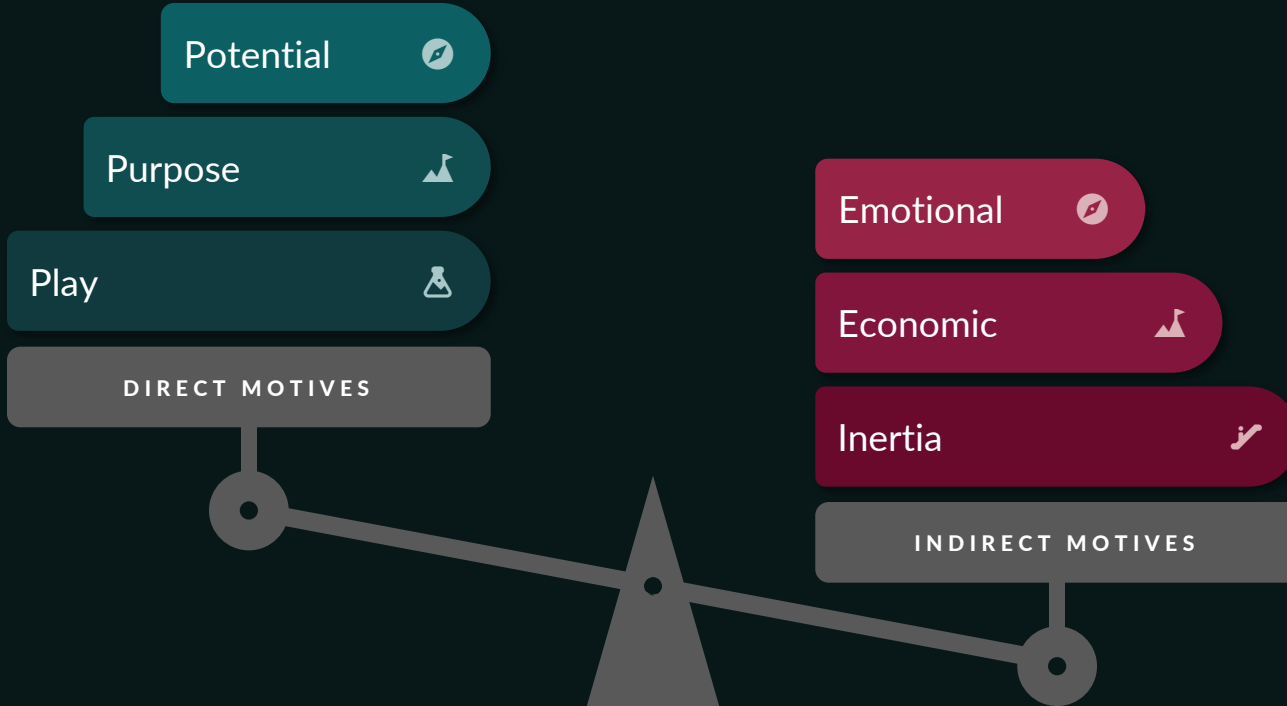 Potential
Purpose
Play
DIRECT MOTIVES
Emotional
Economic
Inertia
INDIRECT MOTIVES